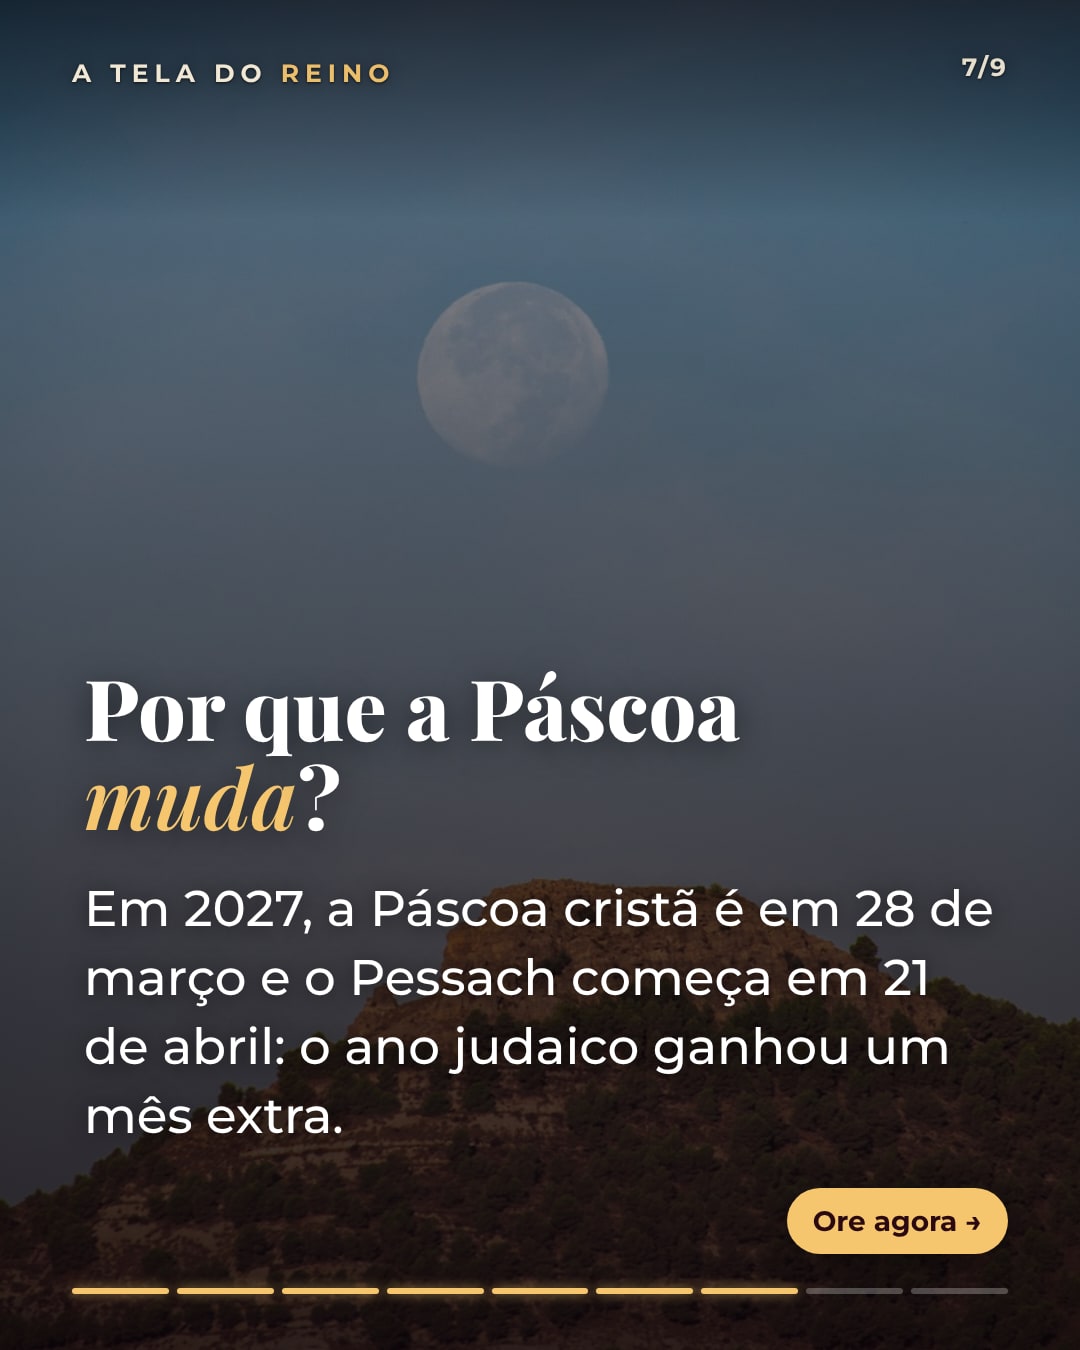 A TELA DO REINO
7/9
Por que a Páscoa
muda?
Em 2027, a Páscoa cristã é em 28 de
março e o Pessach começa em 21
de abril: o ano judaico ganhou um
mês extra.
Ore agora →